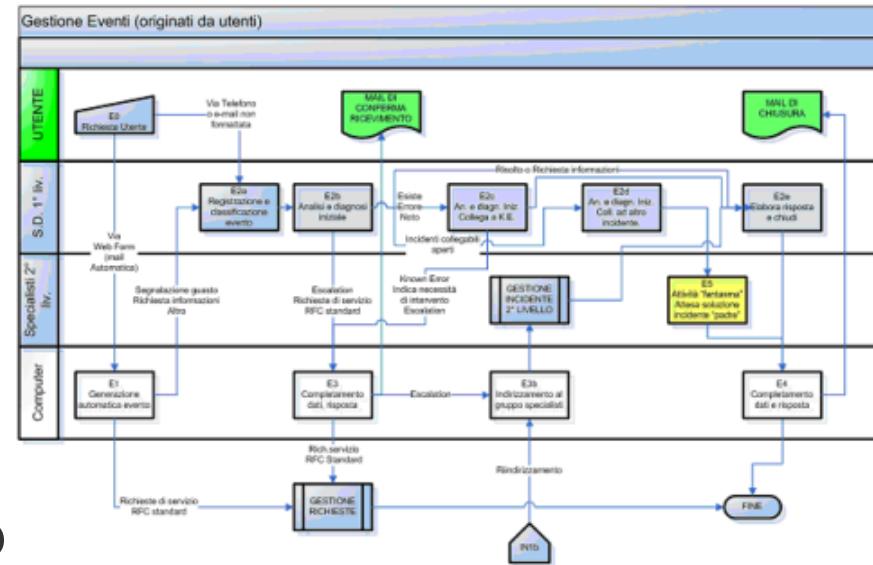 Gestione Eventi (originati da utenti)
UTENTE
E0
Richiesta Utente
Via Telefono
o e-mail non
formattata
MAIL DI
CONFERMA
RICEVIMENTO
MAIL DI
CHIUSURA
S.D. 1° liv.
Risolto o Richiesta informazioni
E2a
Registrazione e
classificazione
evento
E2b
Analisi e diagnosi
iniziale
Esiste
Errore
Noto
E2c
An. e diagn. Iniz.
Collega a K.E.
E2d
An. e diagn. Iniz.
Coll. ad altro
incidente.
E2e
Elabora risposta
e chiudi
Via
Web Form
(mail
Automatica)
Incidenti collegabili
aperti
Specialisti 2°
liv.
Segnalazione guasto
Richiesta informazioni
Altro
Escalation
Richieste di servizio
RFC standard
Known Error
Indica necessità
di intervento
Escalation
GESTIONE
INCIDENTE
2° LIVELLO
E5
Attività "fantasma"
Attesa soluzione
incidente "padre"
Computer
E1
Generazione
automatica evento
E3
Completamento
dati, risposta
Escalation
E3b
Indirizzamento al
gruppo specialisti
E4
Completamento
dati e risposta
Rich.servizio
RFC Standard
Riindirizzamento
Richieste di servizio
RFC standard
GESTIONE
RICHIESTE
FINE
IN1b